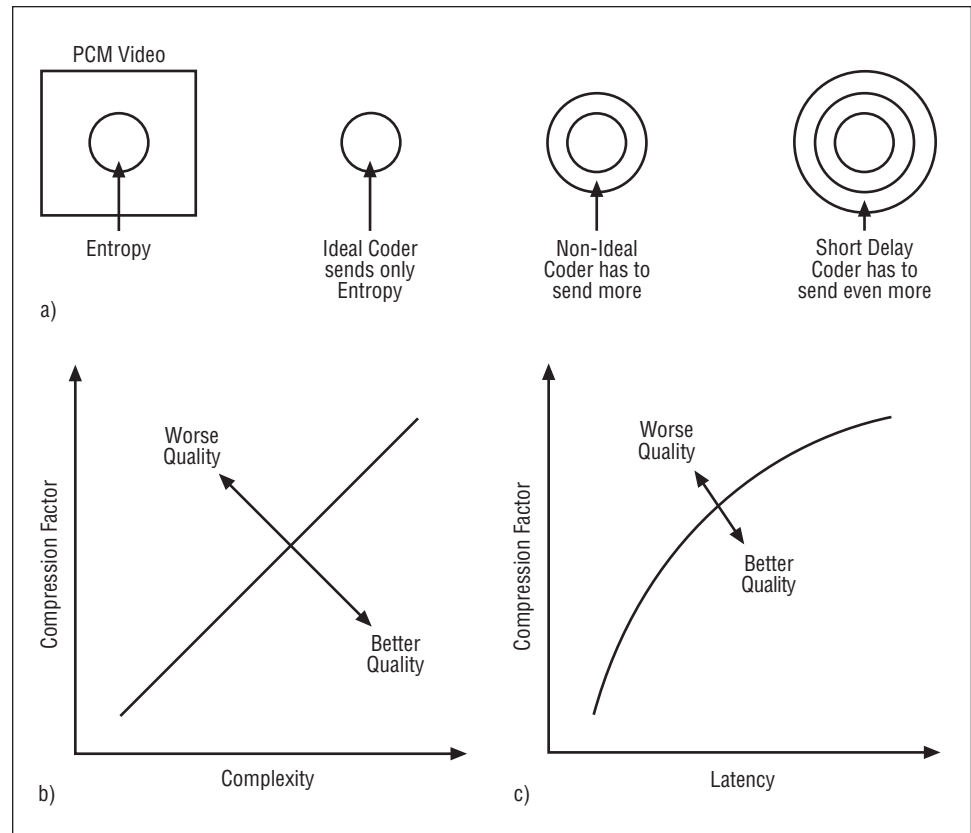 PCM Video
Entropy
Ideal Coder
sends only
Entropy
Non-Ideal
Coder has to
send more
Short Delay
Coder has to
send even more
a)
Worse
Quality
Better
Quality
Compression Factor
Complexity
b)
Worse
Quality
Better
Quality
Compression Factor
Latency
c)